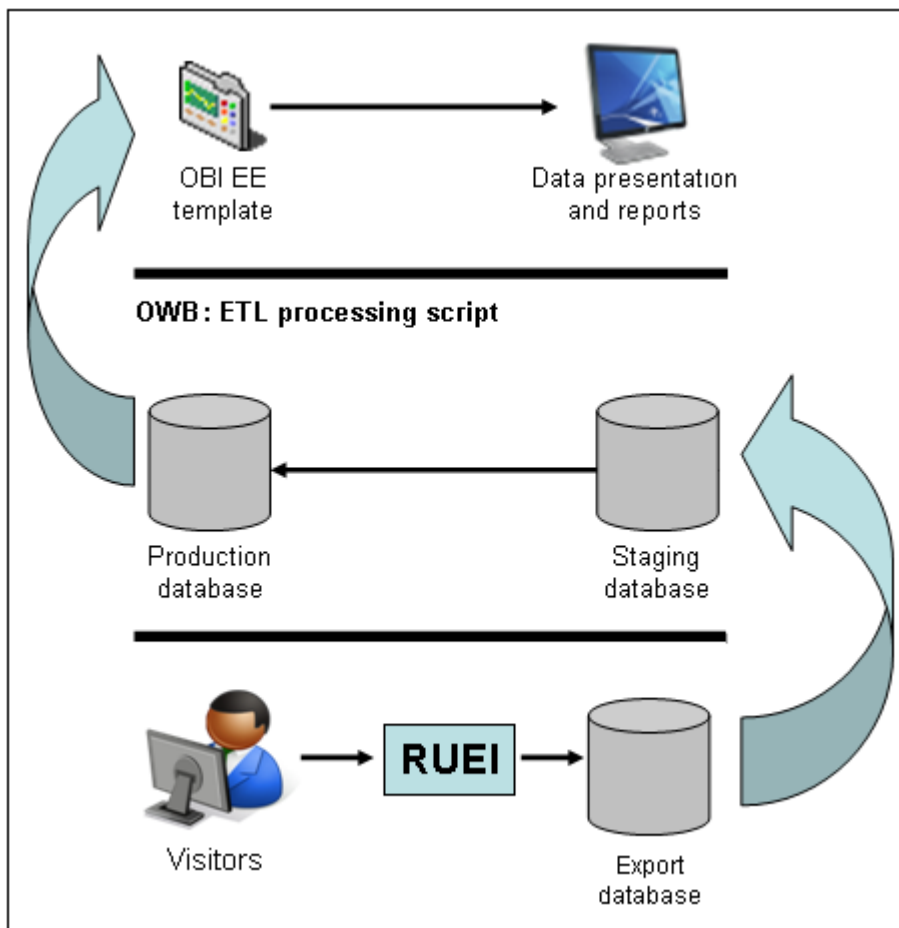 OBI EE
template
Data presentation
and reports
OWB: ETL processing script
Production
database
Staging
database
RUEI
Visitors
Export
database